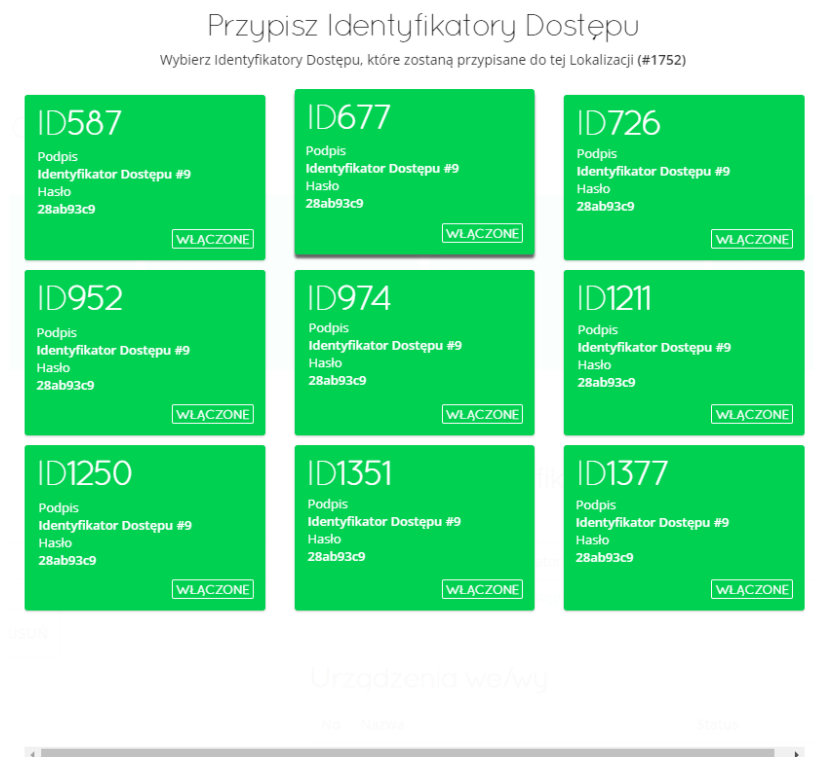 Przypisz Identyfikatory Dostępu
Wybierz Identyfikatory Dostępu, które zostaną przypisane do tej Lokalizacji (#1752)
ID587
Podpis
Identyfikator Dostępu #9
Hasło
28ab93c9
WŁĄCZONE
ID677
Podpis
Identyfikator Dostępu #9
Hasło
28ab93c9
WŁĄCZONE
ID726
Podpis
Identyfikator Dostępu #9
Hasło
28ab93c9
WŁĄCZONE
ID952
Podpis
Identyfikator Dostępu #9
Hasło
28ab93c9
WŁĄCZONE
ID974
Podpis
Identyfikator Dostępu #9
Hasło
28ab93c9
WŁĄCZONE
ID1211
Podpis
Identyfikator Dostępu #9
Hasło
28ab93c9
WŁĄCZONE
ID1250
Podpis
Identyfikator Dostępu #9
Hasło
28ab93c9
WŁĄCZONE
ID1351
Podpis
Identyfikator Dostępu #9
Hasło
28ab93c9
WŁĄCZONE
ID1377
Podpis
Identyfikator Dostępu #9
Hasło
28ab93c9
WŁĄCZONE
Urządzenia we/wy